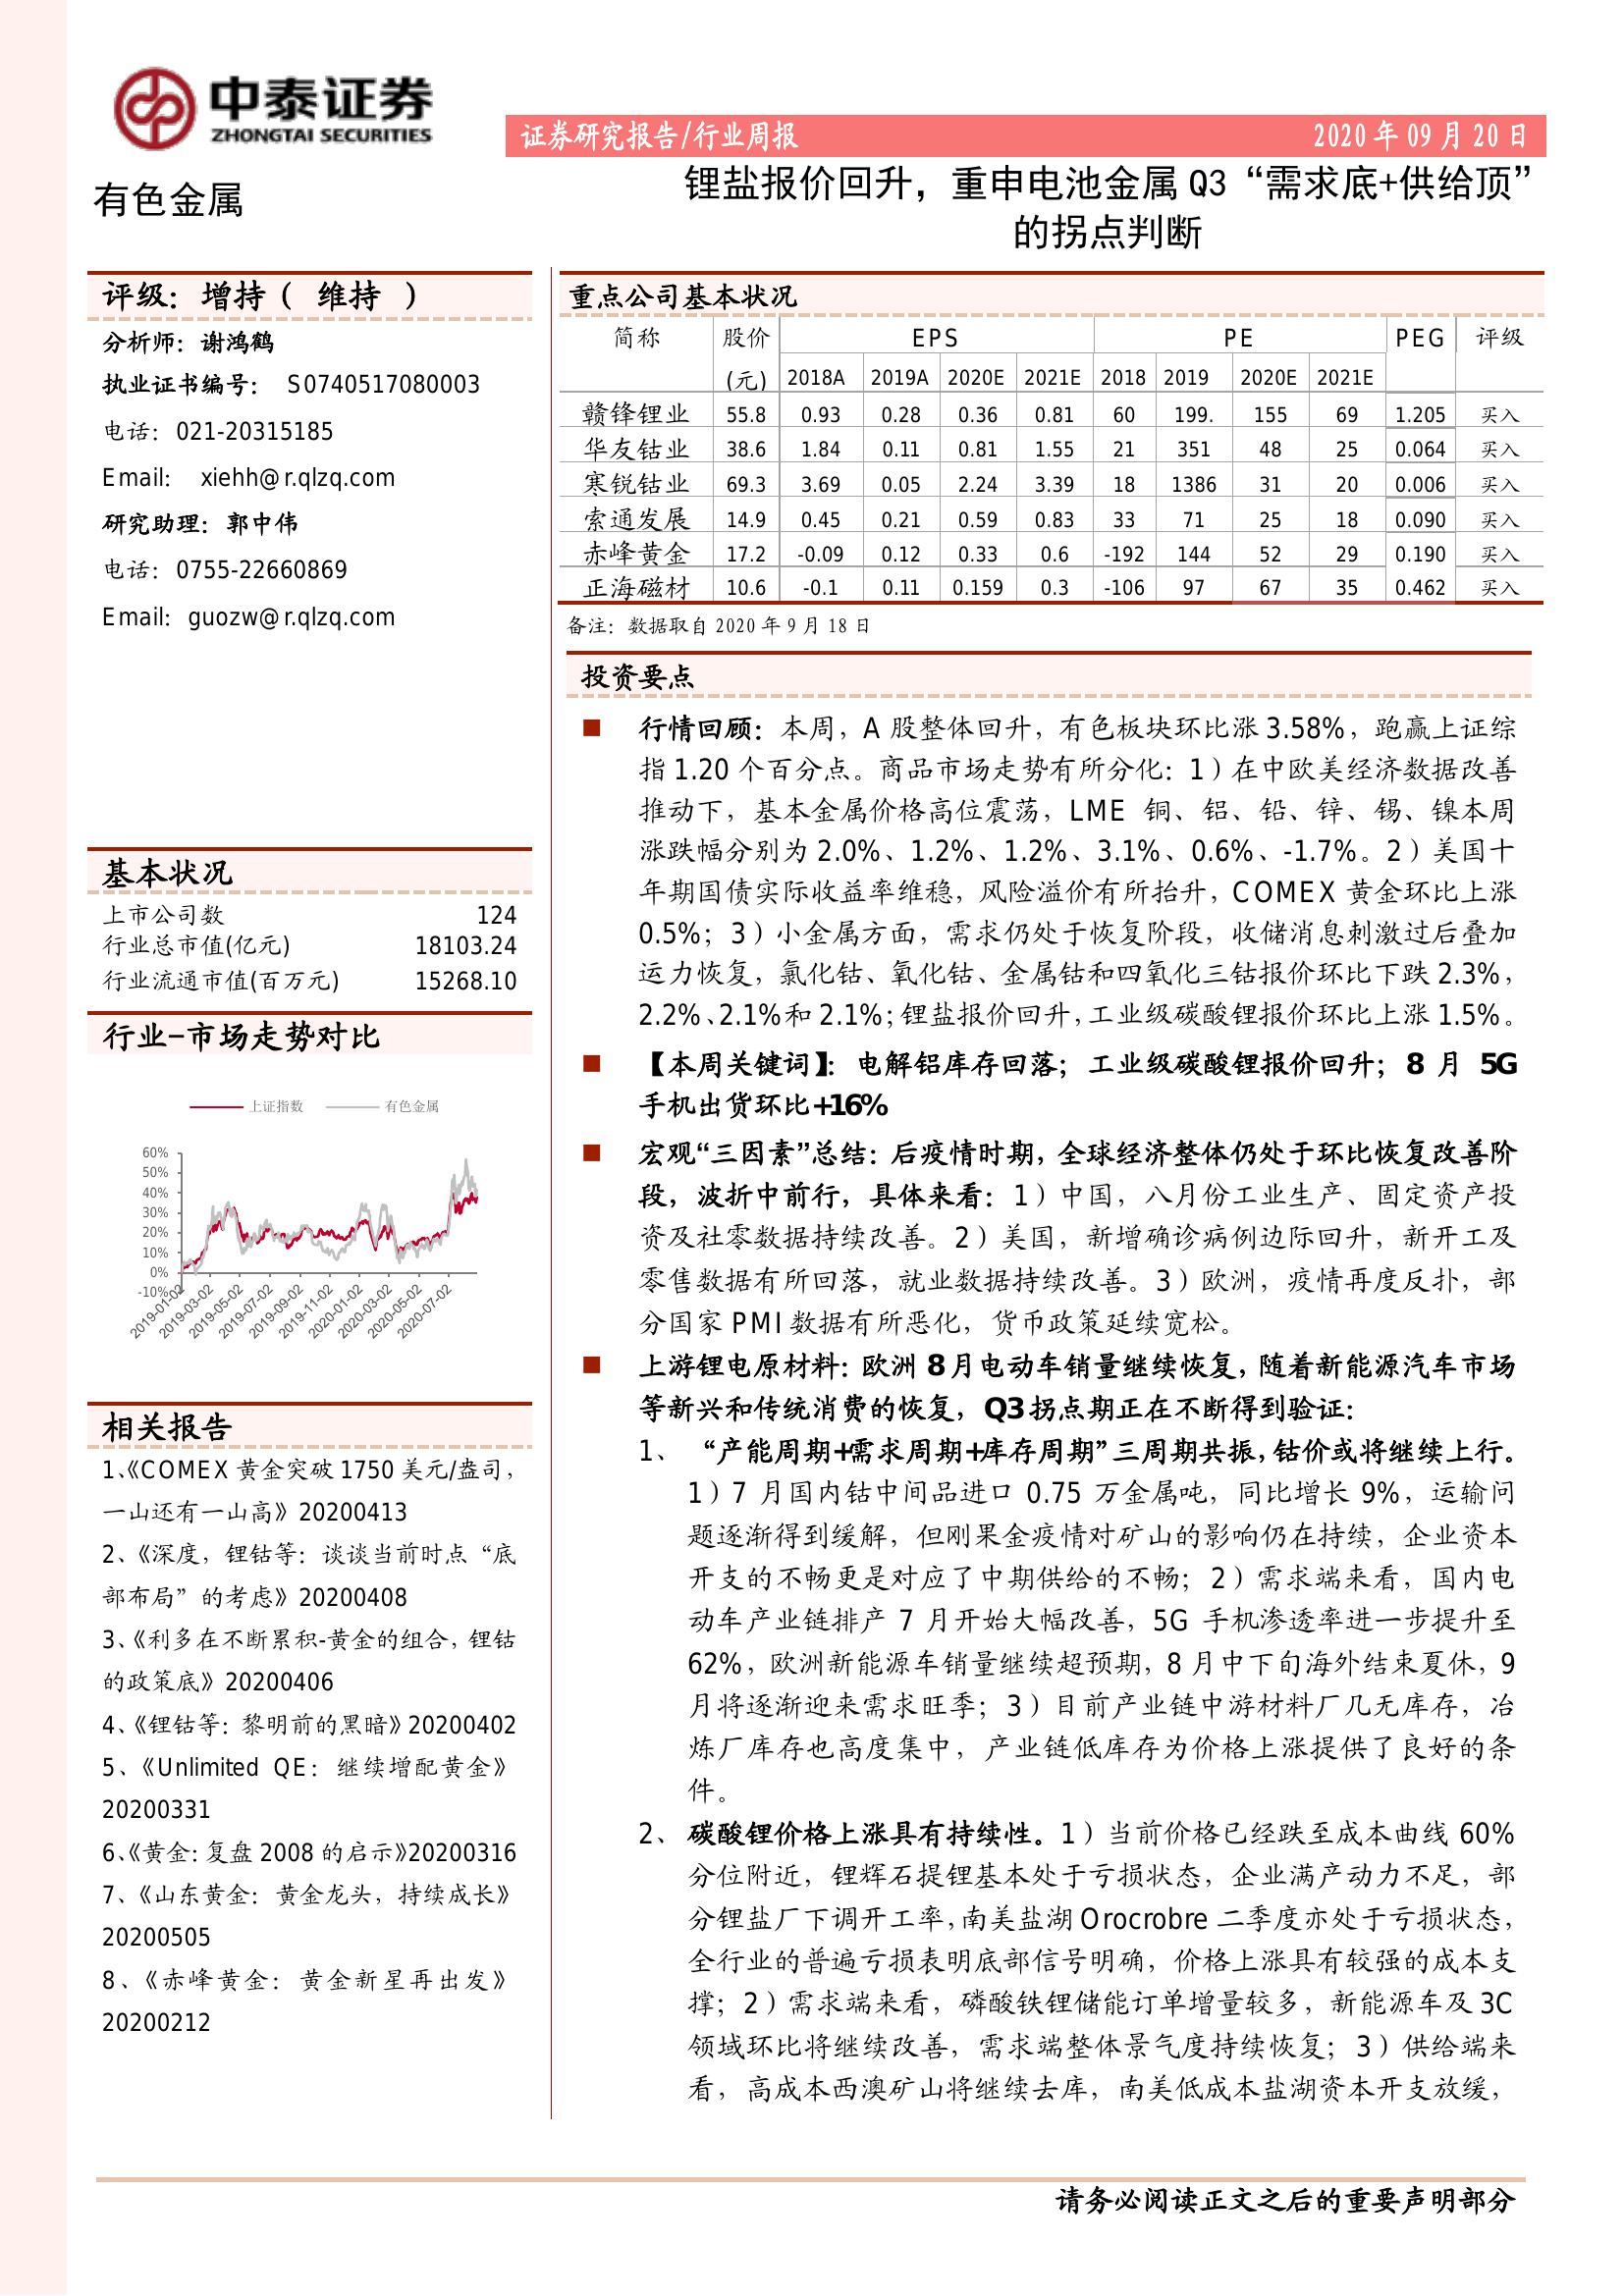 中泰证券
ZHONGTAI SECURITIES
证券研究报告/行业周报 2020 年 09 月 20 日
有色金属
锂盐报价回升，重申电池金属 Q3“需求底+供给顶”
的拐点判断
评级：增持（ 维持 ）
分析师：谢鸿鹤
执业证书编号： S0740517080003
电话：021-20315185
Email: xiehh@r.qlzq.com
研究助理：郭中伟
电话：0755-22660869
Email: guozw@r.qlzq.com
基本状况
上市公司数 124
行业总市值(亿元) 18103.24
行业流通市值(百万元) 15268.10
行业-市场走势对比
上证指数 有色金属
60%
50%
40%
30%
20%
10%
0%
-10%
2019-01-02 2019-03-02 2019-05-02 2019-07-02 2019-09-02 2019-11-02 2020-01-02 2020-03-02 2020-05-02 2020-07-02
相关报告
1、《COMEX 黄金突破 1750 美元/盎司，
一山还有一山高》20200413
2、《深度，锂钴等：谈谈当前时点“底
部布局”的考虑》20200408
3、《利多在不断累积-黄金的组合，锂钴
的政策底》20200406
4、《锂钴等：黎明前的黑暗》20200402
5、《Unlimited QE：继续增配黄金》
20200331
6、《黄金：复盘 2008 的启示》20200316
7、《山东黄金：黄金龙头，持续成长》
20200505
8、《赤峰黄金：黄金新星再出发》
20200212
重点公司基本状况
简称 股价 EPS PE PEG 评级
(元) 2018A 2019A 2020E 2021E 2018 2019 2020E 2021E
赣锋锂业 55.8 0.93 0.28 0.36 0.81 60 199. 155 69 1.205 买入
华友钴业 38.6 1.84 0.11 0.81 1.55 21 351 48 25 0.064 买入
寒锐钴业 69.3 3.69 0.05 2.24 3.39 18 1386 31 20 0.006 买入
索通发展 14.9 0.45 0.21 0.59 0.83 33 71 25 18 0.090 买入
赤峰黄金 17.2 -0.09 0.12 0.33 0.6 -192 144 52 29 0.190 买入
正海磁材 10.6 -0.1 0.11 0.159 0.3 -106 97 67 35 0.462 买入
备注：数据取自 2020 年 9 月 18 日
投资要点
■ 行情回顾：本周，A 股整体回升，有色板块环比涨 3.58%，跑赢上证综
指 1.20 个百分点。商品市场走势有所分化：1）在中欧美经济数据改善
推动下，基本金属价格高位震荡，LME 铜、铝、铅、锌、锡、镍本周
涨跌幅分别为 2.0%、1.2%、1.2%、3.1%、0.6%、-1.7%。2）美国十
年期国债实际收益率维稳，风险溢价有所抬升，COMEX 黄金环比上涨
0.5%；3）小金属方面，需求仍处于恢复阶段，收储消息刺激过后叠加
运力恢复，氯化钴、氧化钴、金属钴和四氧化三钴报价环比下跌 2.3%，
2.2%、2.1%和 2.1%；锂盐报价回升，工业级碳酸锂报价环比上涨 1.5%。
■ 【本周关键词】：电解铝库存回落；工业级碳酸锂报价回升；8 月 5G
手机出货环比+16%
■ 宏观“三因素”总结：后疫情时期，全球经济整体仍处于环比恢复改善阶
段，波折中前行，具体来看：1）中国，八月份工业生产、固定资产投
资及社零数据持续改善。2）美国，新增确诊病例边际回升，新开工及
零售数据有所回落，就业数据持续改善。3）欧洲，疫情再度反扑，部
分国家 PMI 数据有所恶化，货币政策延续宽松。
■ 上游锂电原材料：欧洲 8 月电动车销量继续恢复，随着新能源汽车市场
等新兴和传统消费的恢复，Q3 拐点期正在不断得到验证：
1、 “产能周期+需求周期+库存周期”三周期共振，钴价或将继续上行。
1）7 月国内钴中间品进口 0.75 万金属吨，同比增长 9%，运输问
题逐渐得到缓解，但刚果金疫情对矿山的影响仍在持续，企业资本
开支的不畅更是对应了中期供给的不畅；2）需求端来看，国内电
动车产业链排产 7 月开始大幅改善，5G 手机渗透率进一步提升至
62%，欧洲新能源车销量继续超预期，8 月中下旬海外结束夏休，9
月将逐渐迎来需求旺季；3）目前产业链中游材料厂几无库存，冶
炼厂库存也高度集中，产业链低库存为价格上涨提供了良好的条
件。
2、 碳酸锂价格上涨具有持续性。1）当前价格已经跌至成本曲线 60%
分位附近，锂辉石提锂基本处于亏损状态，企业满产动力不足，部
分锂盐厂下调开工率，南美盐湖 Orocrobre 二季度亦处于亏损状态，
全行业的普遍亏损表明底部信号明确，价格上涨具有较强的成本支
撑；2）需求端来看，磷酸铁锂储能订单增量较多，新能源车及 3C
领域环比将继续改善，需求端整体景气度持续恢复；3）供给端来
看，高成本西澳矿山将继续去库，南美低成本盐湖资本开支放缓，
请务必阅读正文之后的重要声明部分